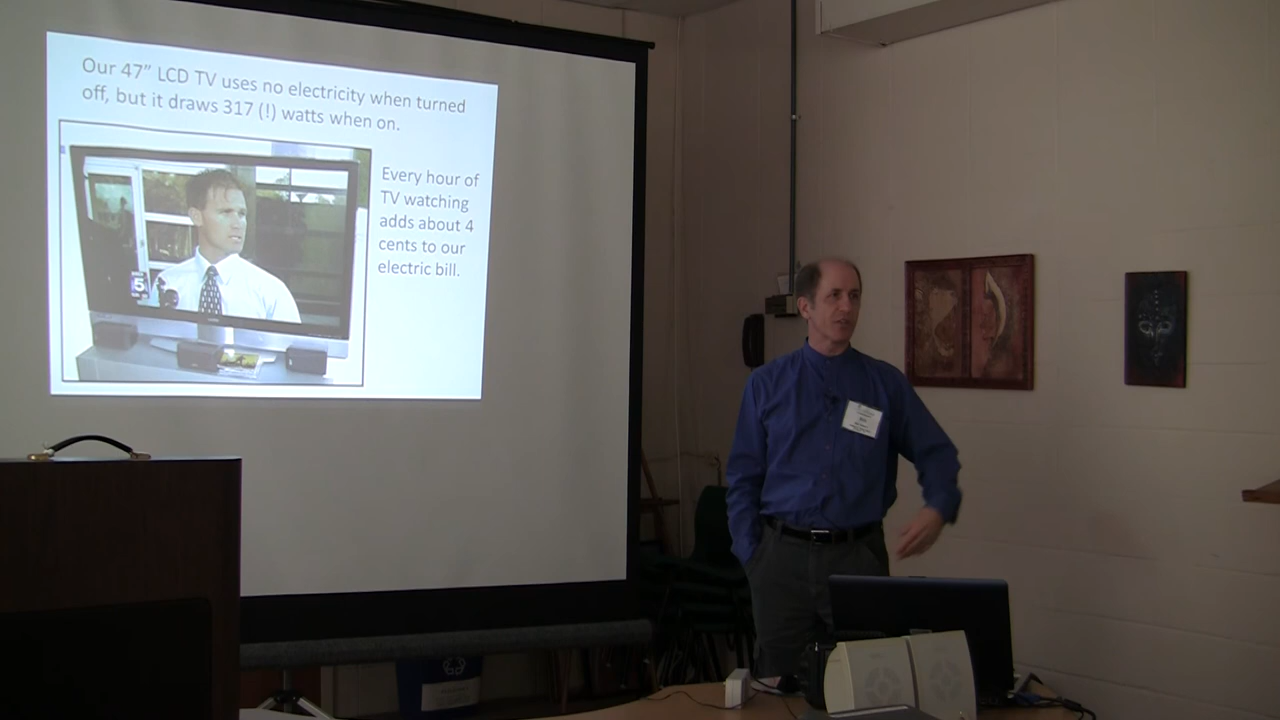 Our 47” LCD TV uses no electricity when turned
off, but it draws 317 (!) watts when on.
Every hour of
TV watching
adds about 4
cents to our
electric bill.
5